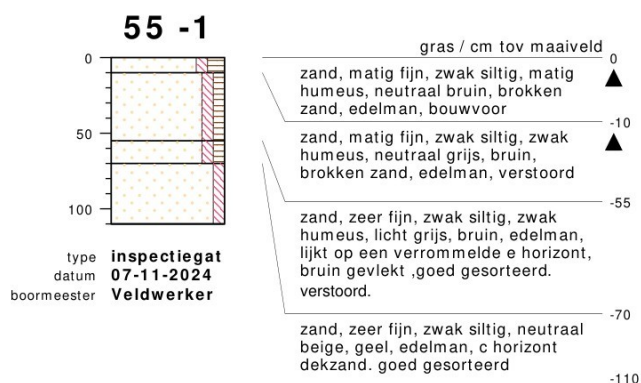 55 -1
gras / cm tov maaiveld
0
0
zand, matig fijn, zwak siltig, matig
humeus, neutraal bruin, brokken
zand, edelman, bouwvoor
-10
50
zand, matig fijn, zwak siltig, zwak
humeus, neutraal grijs, bruin,
brokken zand, edelman, verstoord
-55
100
zand, zeer fijn, zwak siltig, zwak
humeus, licht grijs, bruin, edelman,
lijkt op een verrommelde e horizont,
bruin gevlekt ,goed gesorteerd.
verstoord.
-70
type inspectiegat
datum 07-11-2024
boormeester Veldwerker
zand, zeer fijn, zwak siltig, neutraal
beige, geel, edelman, c horizont
dekzand. goed gesorteerd
-110